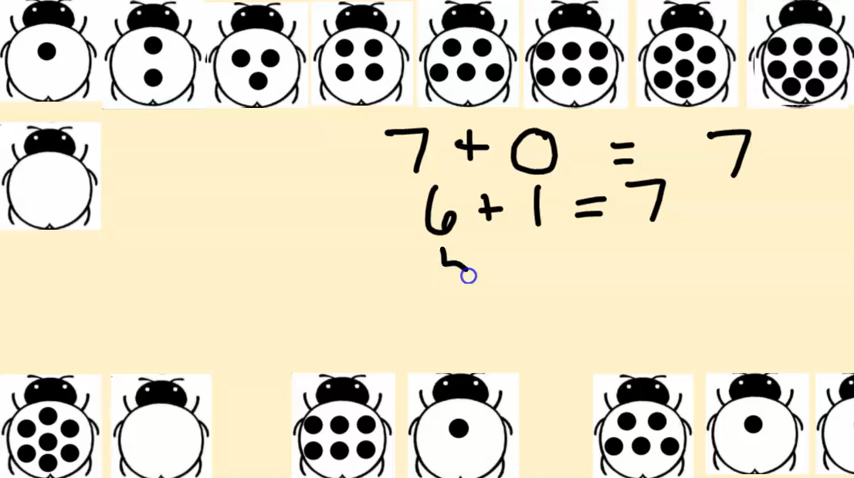 7 + 0 = 7
6 + 1 = 7